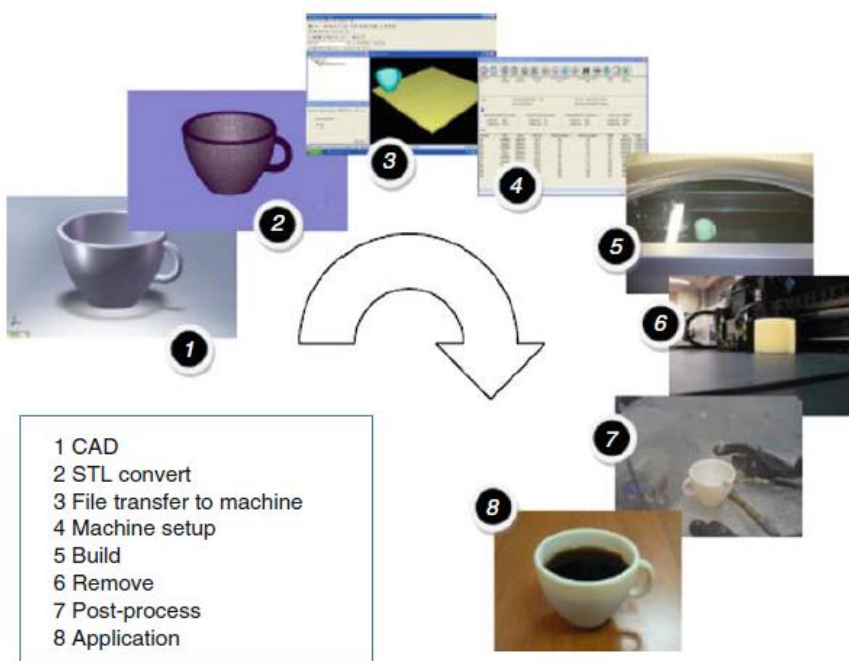 3
4
2
5
1
6
7
8
1 CAD
2 STL convert
3 File transfer to machine
4 Machine setup
5 Build
6 Remove
7 Post-process
8 Application